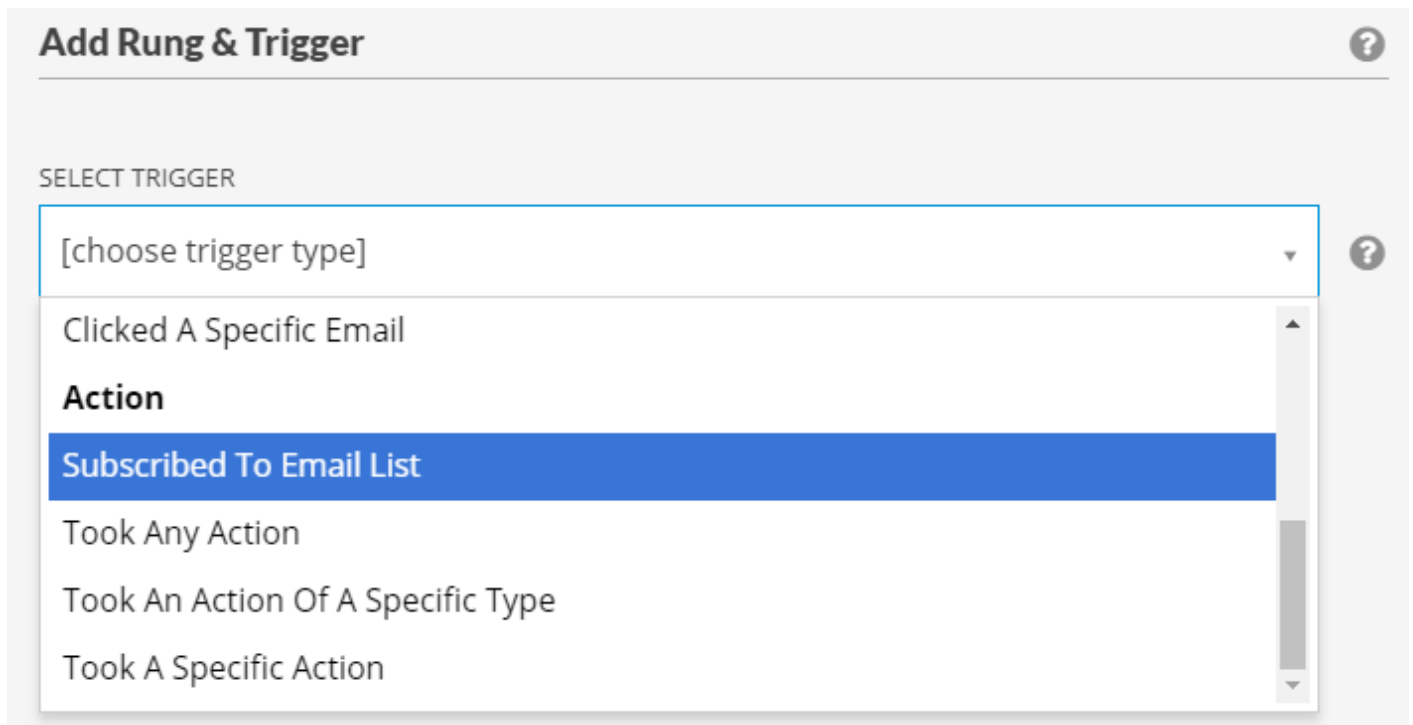 Add Rung & Trigger
SELECT TRIGGER
[choose trigger type]
Clicked A Specific Email
Action
Subscribed To Email List
Took Any Action
Took An Action Of A Specific Type
Took A Specific Action